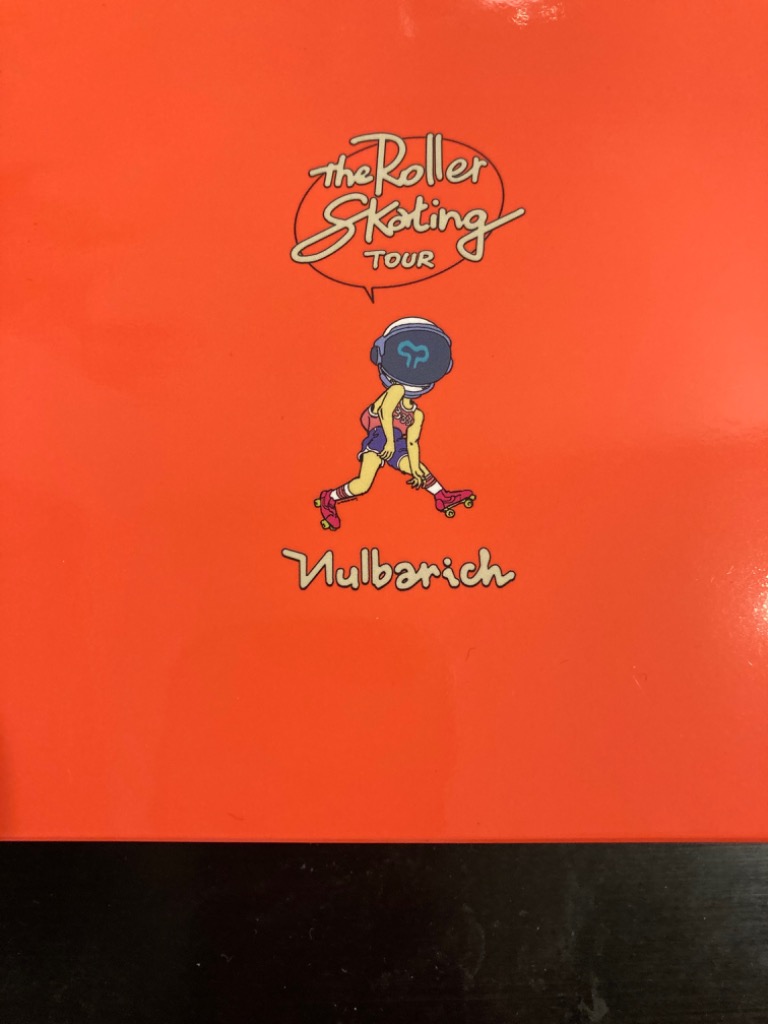 the Roller
Skating
TOUR
Nulbarich